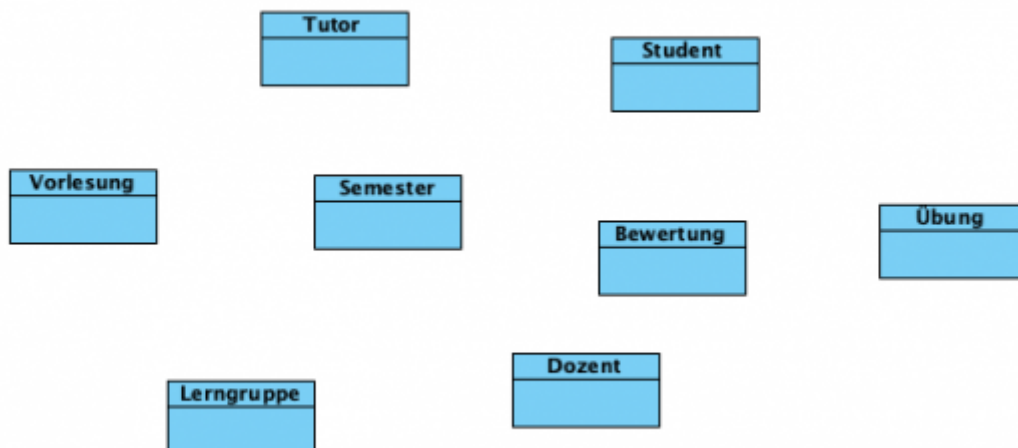 Tutor
Student
Vorlesung
Semester
Übung
Bewertung
Dozent
Lerngruppe